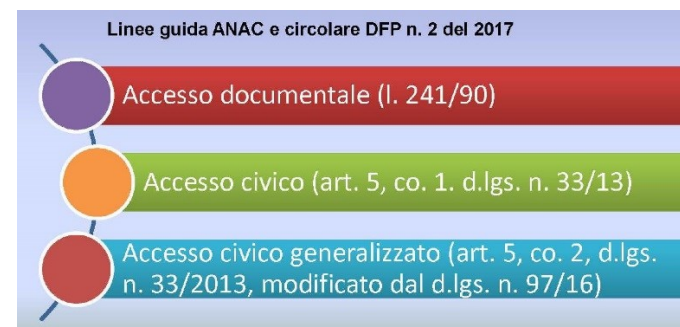 Linee guida ANAC e circolare DFP n. 2 del 2017
Accesso documentale (l. 241/90)
Accesso civico (art. 5, co. 1. d.lgs. n. 33/13)
Accesso civico generalizzato (art. 5, co. 2, d.lgs.
n. 33/2013, modificato dal d.lgs. n. 97/16)